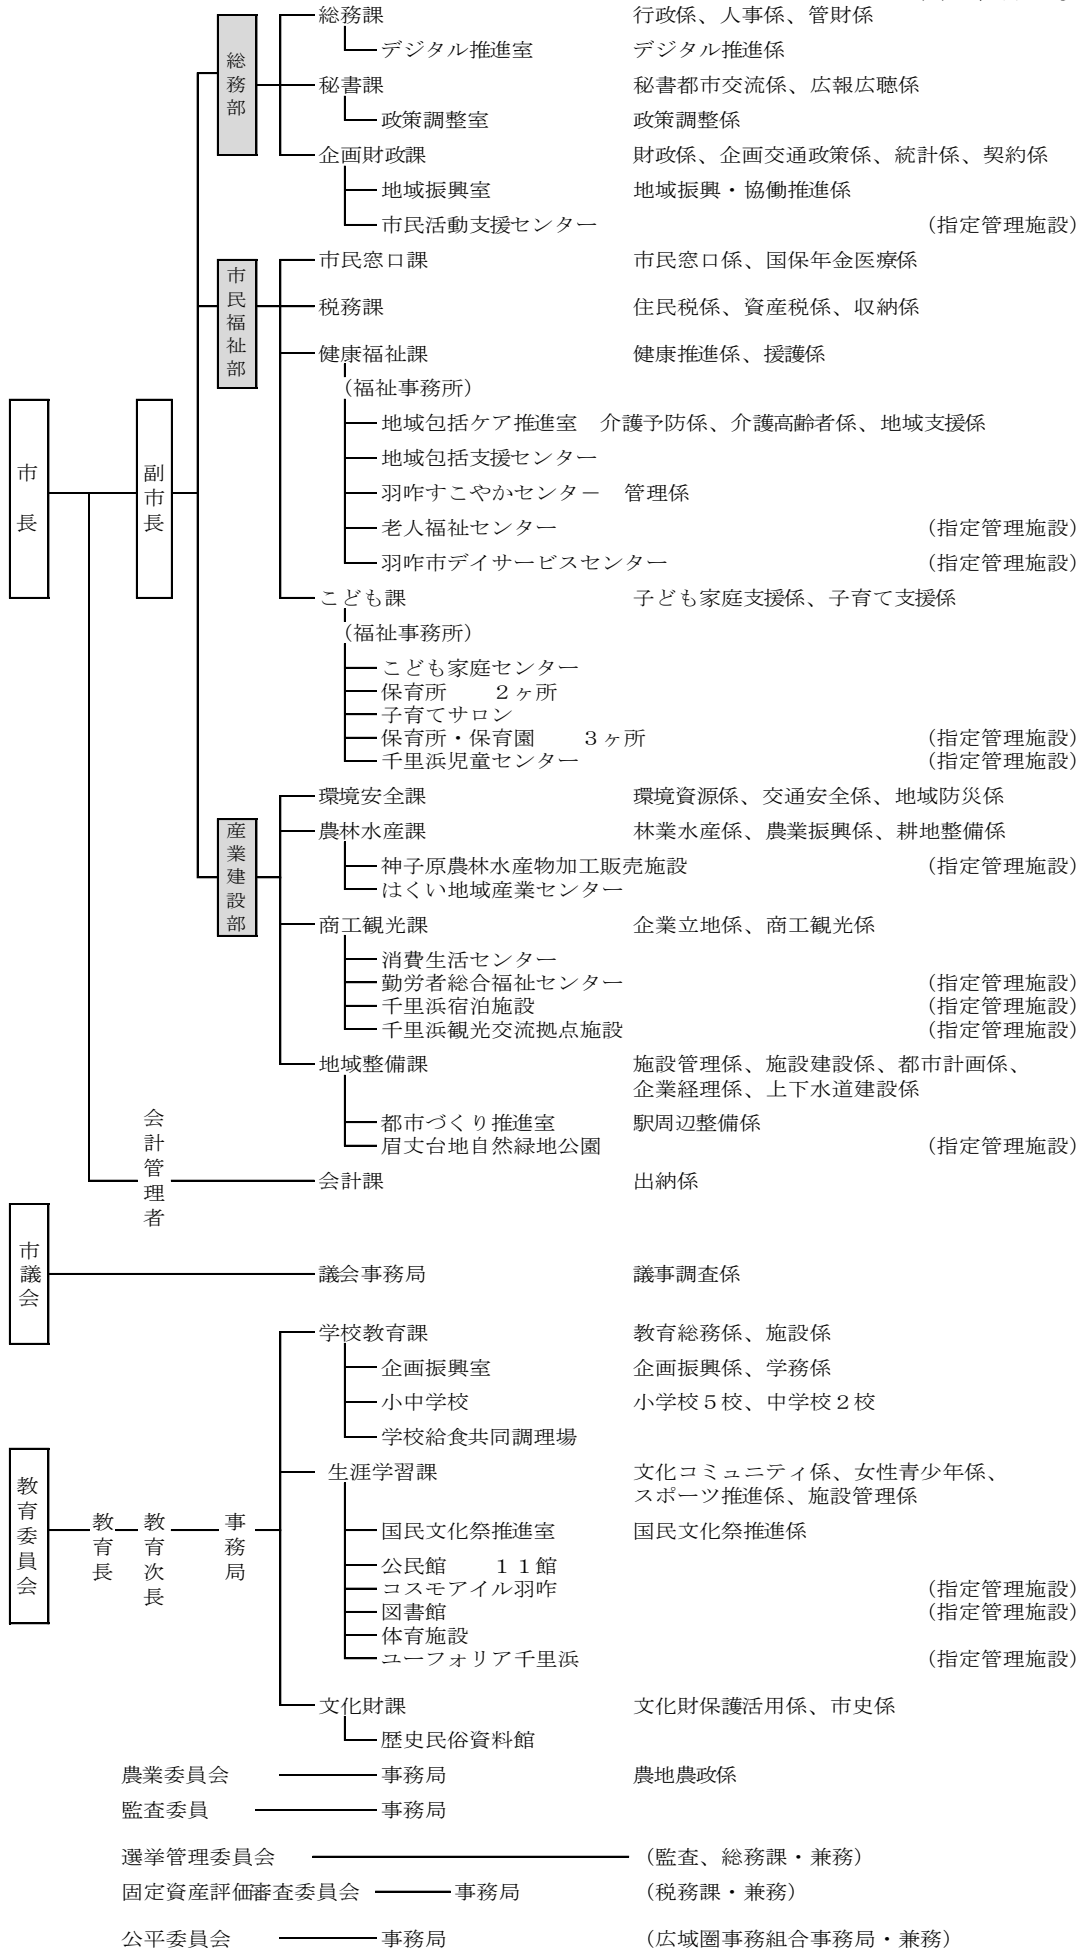 総務課 行政係、人事係、管財係
デジタル推進室 デジタル推進係
総務部
秘書課 秘書都市交流係、広報広聴係
政策調整室 政策調整係
企画財政課 財政係、企画交通政策係、統計係、契約係
地域振興室 地域振興・協働推進係
市民活動支援センター (指定管理施設)
市民窓口課 市民窓口係、国保年金医療係
市民福祉部
税務課 住民税係、資産税係、収納係
健康福祉課 健康推進係、援護係
(福祉事務所)
地域包括ケア推進室 介護予防係、介護高齢者係、地域支援係
地域包括支援センター
市長
副市長
羽咋すこやかセンタ－ 管理係
老人福祉センター (指定管理施設)
羽咋市デイサービスセンター (指定管理施設)
こども課 子ども家庭支援係、子育て支援係
(福祉事務所)
こども家庭センター
保育所 ２ヶ所
子育てサロン
保育所・保育園 ３ヶ所 (指定管理施設)
千里浜児童センター (指定管理施設)
環境安全課 環境資源係、交通安全係、地域防災係
産業建設部
農林水産課 林業水産係、農業振興係、耕地整備係
神子原農林水産物加工販売施設 (指定管理施設)
はくい地域産業センター
商工観光課 企業立地係、商工観光係
消費生活センター
勤労者総合福祉センター (指定管理施設)
千里浜宿泊施設 (指定管理施設)
千里浜観光交流拠点施設 (指定管理施設)
地域整備課 施設管理係、施設建設係、都市計画係、
企業経理係、上下水道建設係
都市づくり推進室 駅周辺整備係
眉丈台地自然緑地公園 (指定管理施設)
会計管理者 会計課 出納係
市議会 議会事務局 議事調査係
学校教育課 教育総務係、施設係
企画振興室 企画振興係、学務係
小中学校 小学校５校、中学校２校
学校給食共同調理場
生涯学習課 文化コミュニティ係、女性青少年係、
スポーツ推進係、施設管理係
教育委員会 教育長 教育次長 事務局
国民文化祭推進室 国民文化祭推進係
公民館 １１館
コスモアイル羽咋 (指定管理施設)
図書館 (指定管理施設)
体育施設
ユーフォリア千里浜 (指定管理施設)
文化財課 文化財保護活用係、市史係
歴史民俗資料館
農業委員会 事務局 農地農政係
監査委員 事務局
選挙管理委員会 (監査、総務課・兼務)
固定資産評価審査委員会 事務局 (税務課・兼務)
公平委員会 事務局 (広域圏事務組合事務局・兼務)